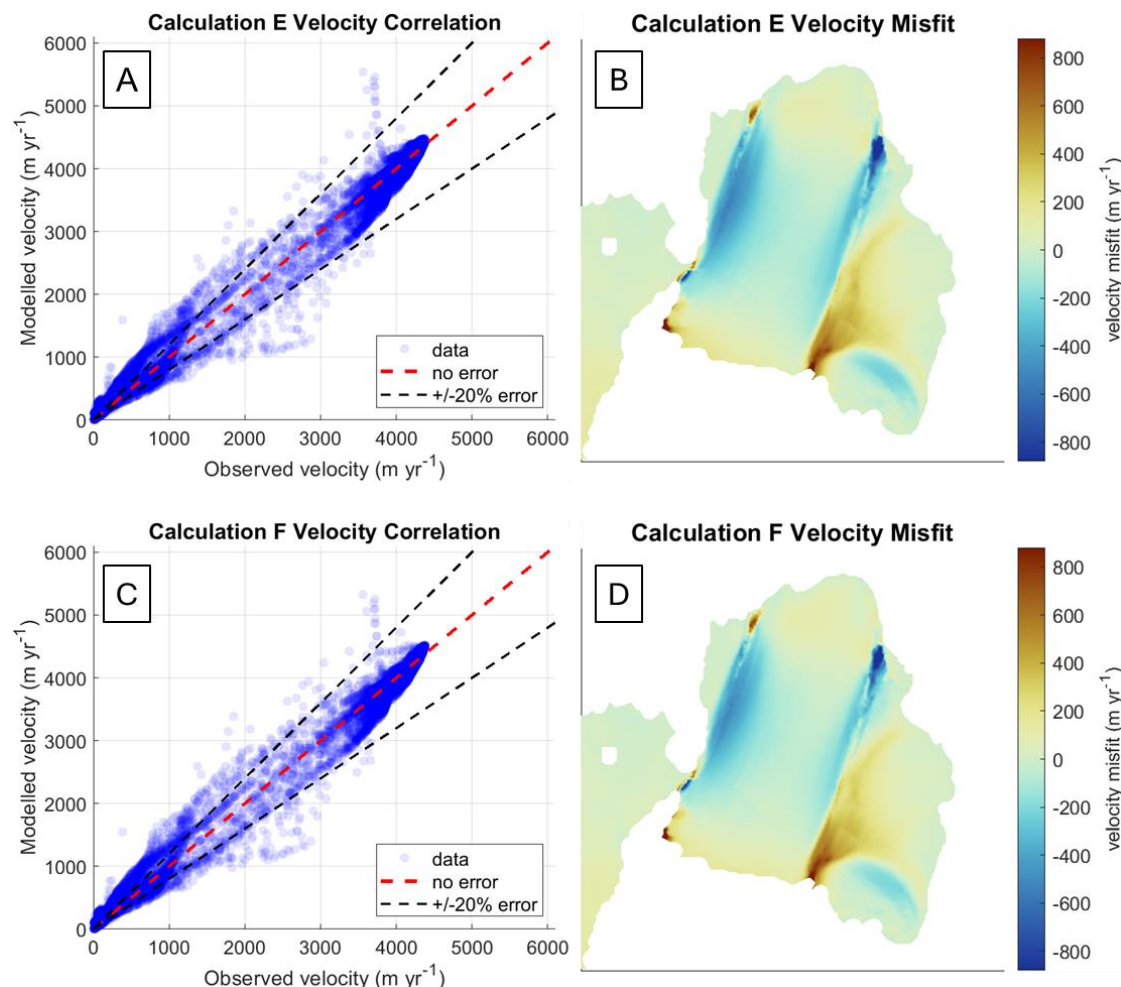 Calculation E Velocity Correlation
A
6000
5000
4000
3000
2000
1000
0
Modelled velocity (m yr⁻¹)
0 1000 2000 3000 4000 5000 6000
Observed velocity (m yr⁻¹)
data
no error
+/-20% error
Calculation E Velocity Misfit
B
800
600
400
200
0
-200
-400
-600
-800
velocity misfit (m yr⁻¹)
Calculation F Velocity Correlation
C
6000
5000
4000
3000
2000
1000
0
Modelled velocity (m yr⁻¹)
0 1000 2000 3000 4000 5000 6000
Observed velocity (m yr⁻¹)
data
no error
+/-20% error
Calculation F Velocity Misfit
D
800
600
400
200
0
-200
-400
-600
-800
velocity misfit (m yr⁻¹)